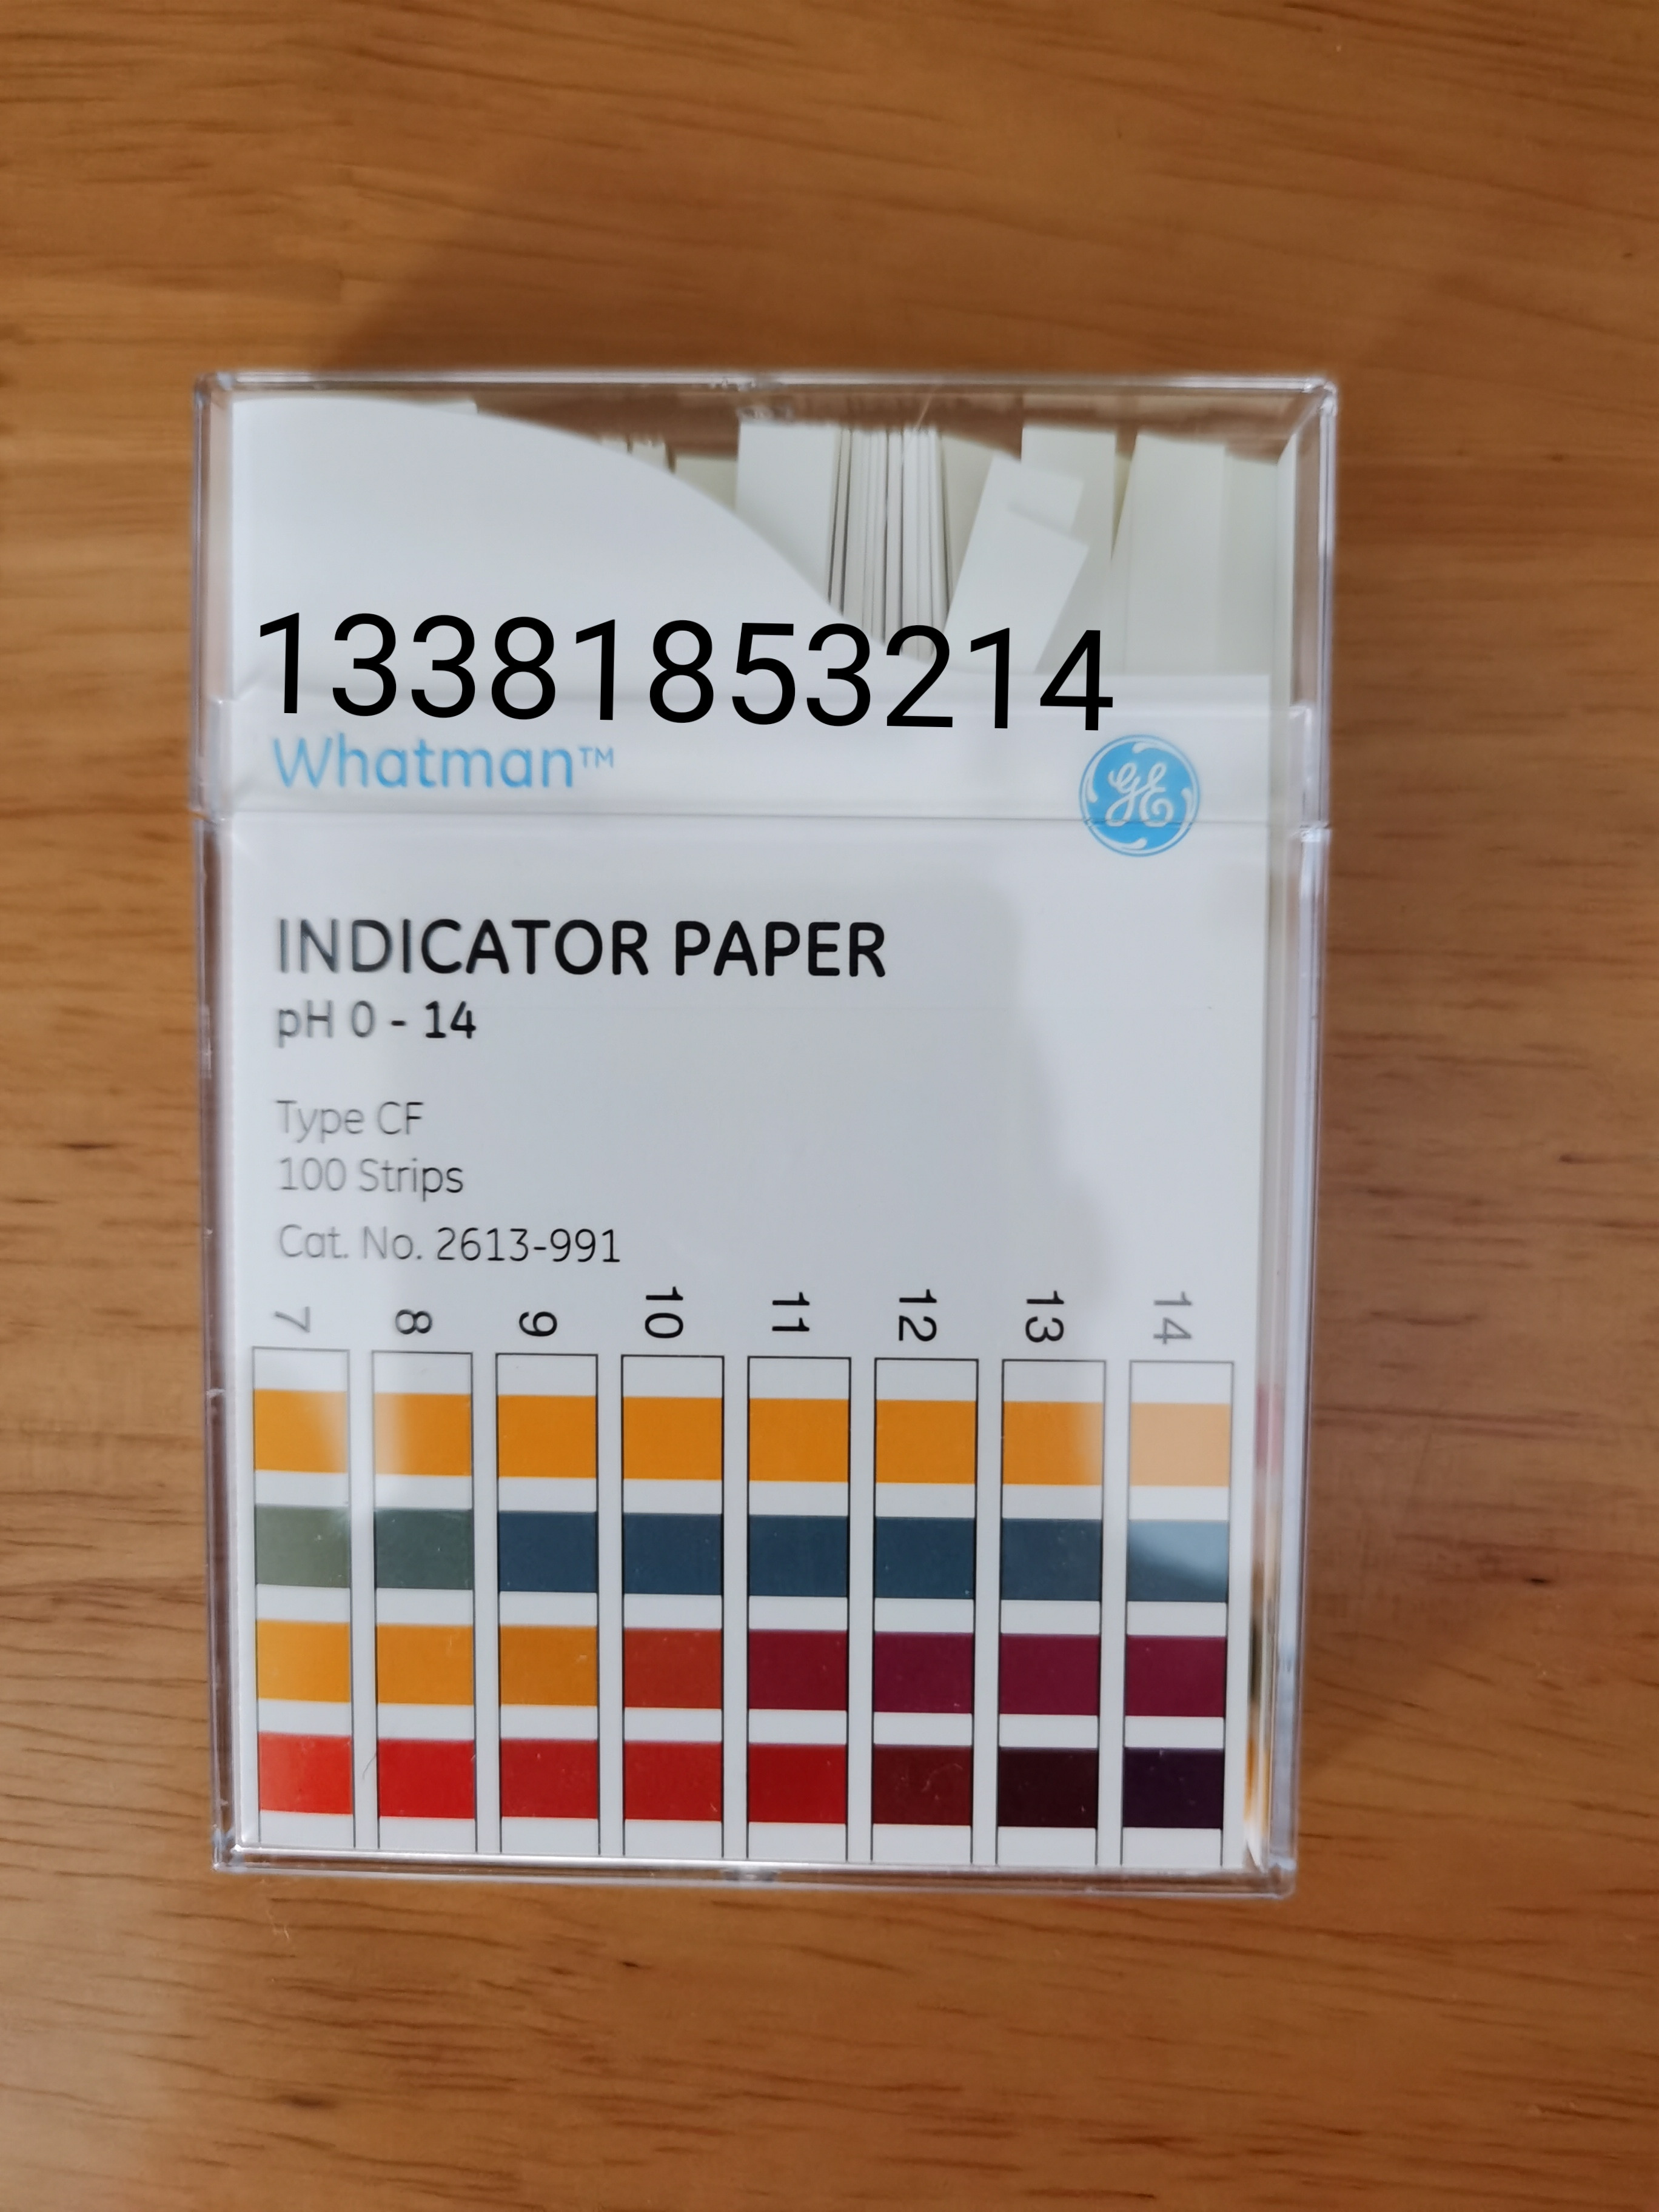 13381853214
Whatman™
GE
INDICATOR PAPER
pH 0 - 14
Type CF
100 Strips
Cat. No. 2613-991
7 8 9 10 11 12 13 14